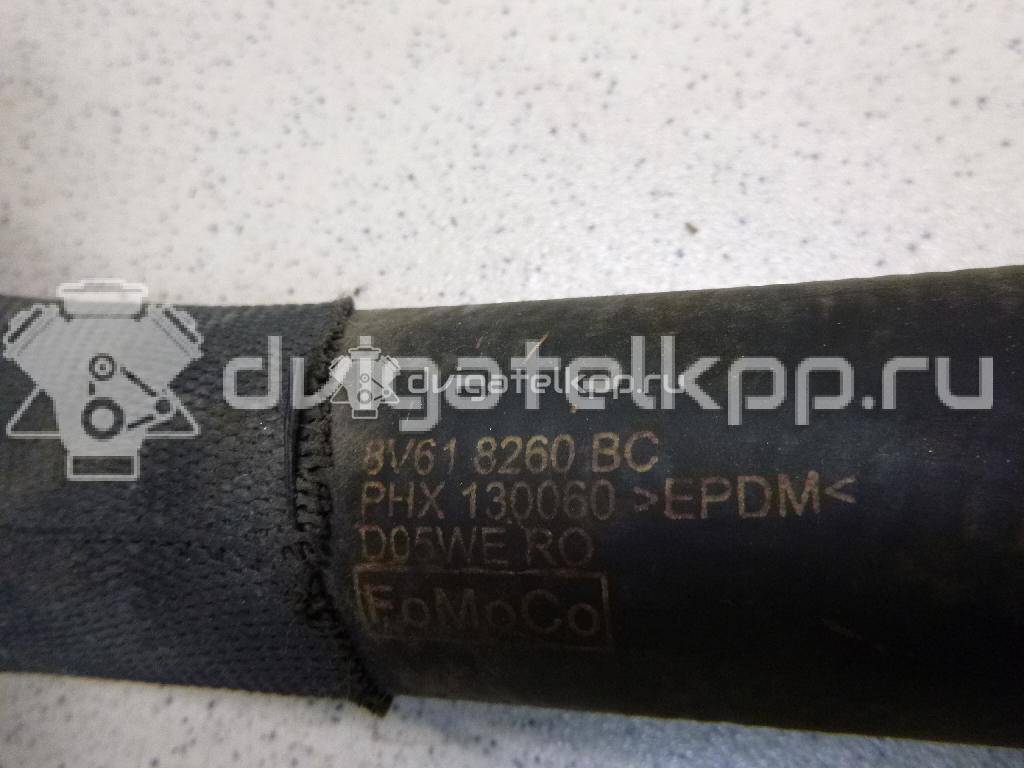 dvigatelkpp.ru
dvigatelkpp.ru
8V61 8260 BC
PHX 130060 >EPDM<
D05WE RO
FoMoCo